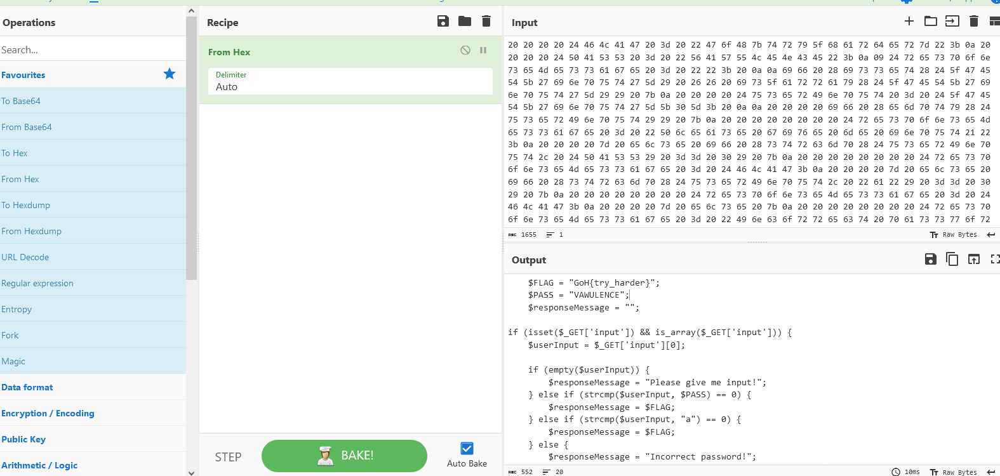 Operations
Search...
Favourites
To Base64
From Base64
To Hex
From Hex
To Hexdump
From Hexdump
URL Decode
Regular expression
Entropy
Fork
Magic
Data format
Encryption / Encoding
Public Key
Arithmetic / Logic
Recipe
From Hex
Delimiter
Auto
STEP
BAKE!
Auto Bake
Input
20 20 20 20 24 46 4c 41 47 20 3d 20 22 47 6f 48 7b 74 72 79 5f 68 61 72 64 65 72 7d 22 3b 0a 20
20 20 20 24 50 41 53 53 20 3d 20 22 56 41 57 55 4c 45 4e 43 45 22 3b 0a 09 24 72 65 73 70 6f 6e
73 65 4d 65 73 73 61 67 65 20 3d 20 22 22 3b 20 0a 0a 69 66 20 28 69 73 73 65 74 28 24 5f 47 45
54 5b 27 69 6e 70 75 74 27 5d 29 20 26 26 20 69 73 5f 61 72 72 61 79 28 24 5f 47 45 54 5b 27 69
6e 70 75 74 27 5d 29 29 20 7b 0a 20 20 20 20 24 75 73 65 72 49 6e 70 75 74 20 3d 20 24 5f 47 45
54 5b 27 69 6e 70 75 74 27 5d 5b 30 5d 3b 20 0a 0a 20 20 20 20 69 66 20 28 65 6d 70 74 79 28 24
75 73 65 72 49 6e 70 75 74 29 29 20 7b 0a 20 20 20 20 20 20 20 20 24 72 65 73 70 6f 6e 73 65 4d
65 73 73 61 67 65 20 3d 20 22 50 6c 65 61 73 65 20 67 69 76 65 20 6d 65 20 69 6e 70 75 74 21 22
3b 0a 20 20 20 20 7d 20 65 6c 73 65 20 69 66 20 28 73 74 72 63 6d 70 28 24 75 73 65 72 49 6e 70
75 74 2c 20 24 50 41 53 53 29 20 3d 3d 20 30 29 20 7b 0a 20 20 20 20 20 20 20 20 24 72 65 73 70
6f 6e 73 65 4d 65 73 73 61 67 65 20 3d 20 24 46 4c 41 47 3b 0a 20 20 20 20 7d 20 65 6c 73 65 20
69 66 20 28 73 74 72 63 6d 70 28 24 75 73 65 72 49 6e 70 75 74 2c 20 22 61 22 29 20 3d 3d 20 30
29 20 7b 0a 20 20 20 20 20 20 20 20 24 72 65 73 70 6f 6e 73 65 4d 65 73 73 61 67 65 20 3d 20 24
46 4c 41 47 3b 0a 20 20 20 20 7d 20 65 6c 73 65 20 7b 0a 20 20 20 20 20 20 20 20 24 72 65 73 70
6f 6e 73 65 4d 65 73 73 61 67 65 20 3d 20 22 49 6e 63 6f 72 72 65 63 74 20 70 61 73 73 77 6f 72
ABC 1655 1 Tт Raw Bytes
Output
$FLAG = "GoH{try_harder}";
$PASS = "VAWULENCE";
$responseMessage = "";
if (isset($_GET['input']) && is_array($_GET['input'])) {
$userInput = $_GET['input'][0];
if (empty($userInput)) {
$responseMessage = "Please give me input!";
} else if (strcmp($userInput, $PASS) == 0) {
$responseMessage = $FLAG;
} else if (strcmp($userInput, "a") == 0) {
$responseMessage = $FLAG;
} else {
$responseMessage = "Incorrect password!";
ABC 552 20 10ms Tт Raw Bytes